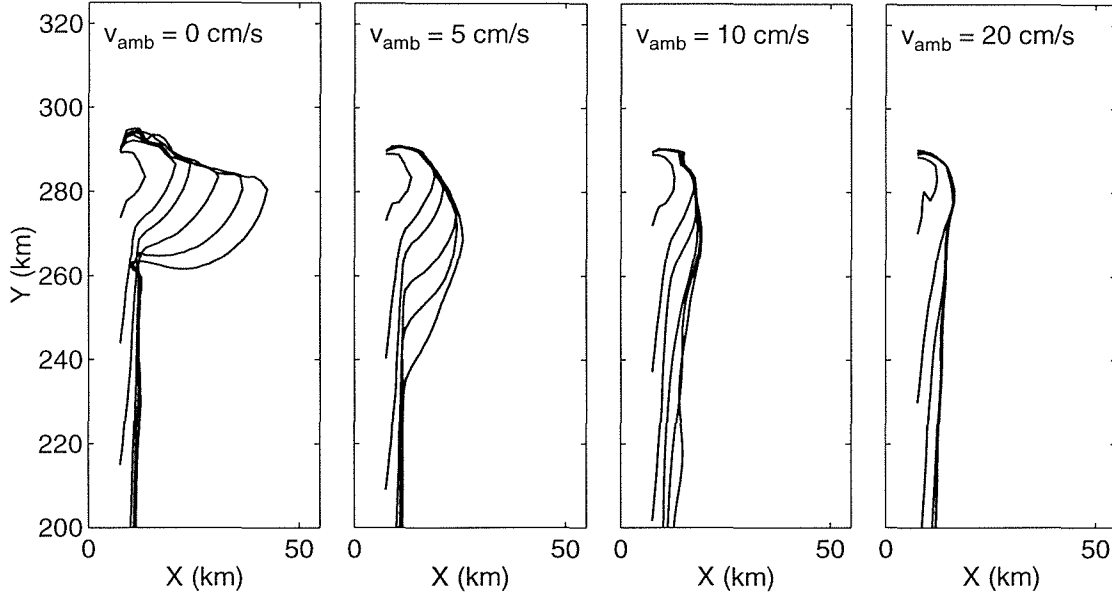 v_amb = 0 cm/s
v_amb = 5 cm/s
v_amb = 10 cm/s
v_amb = 20 cm/s
320
300
280
260
240
220
200
Y (km)
0 50
0 50
0 50
0 50
X (km)
X (km)
X (km)
X (km)